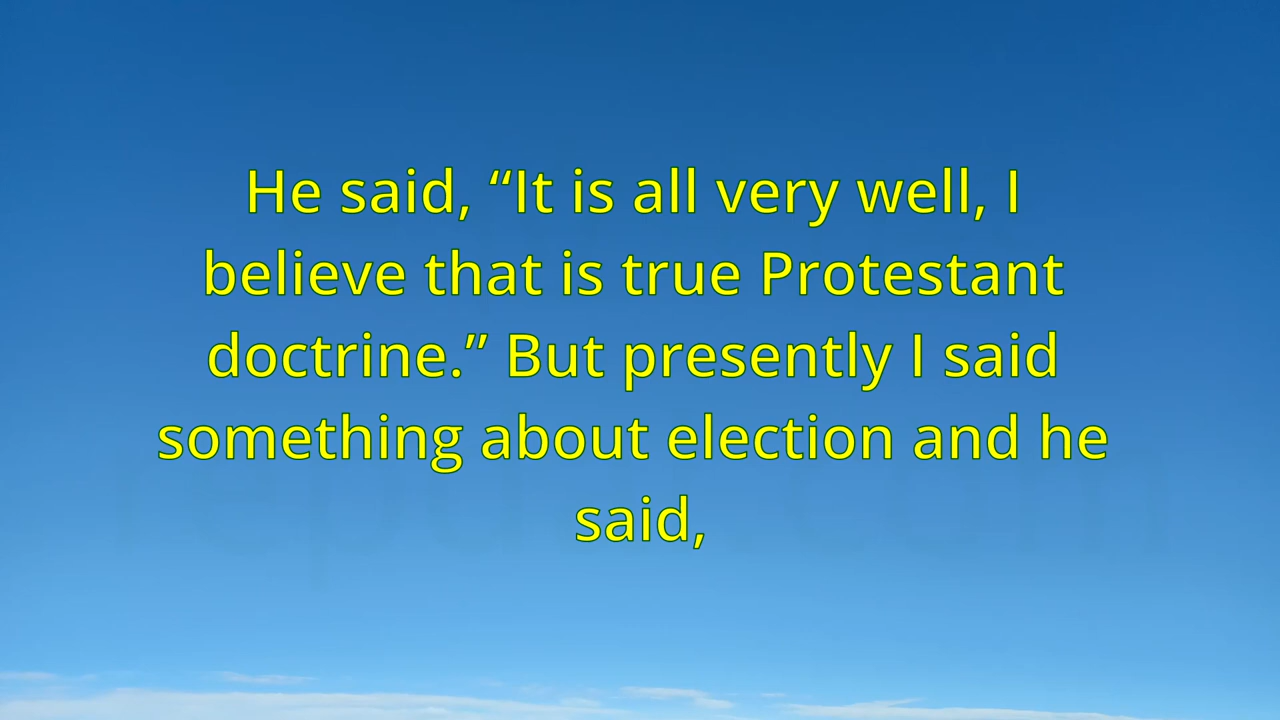 He said, “It is all very well, I
believe that is true Protestant
doctrine.” But presently I said
something about election and he
said,